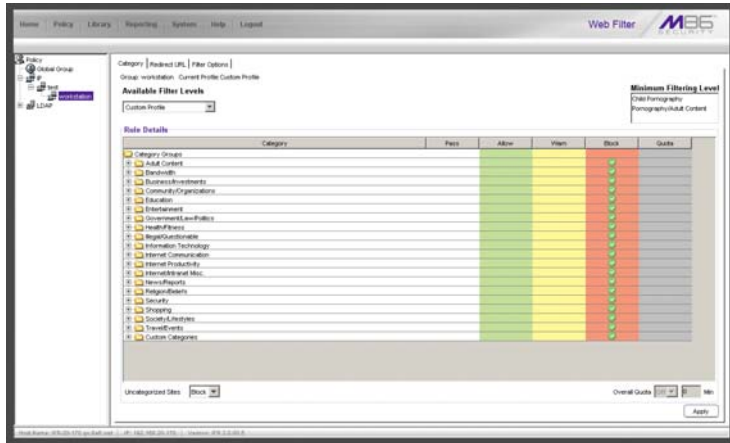 Home Policy Library Reporting System Help Logout
Web Filter
M86
SECURITY
Policy
Global Group
IP
test
workstation
LDAP
Category Redirect URL Filter Options
Group: workstation Current Profile:Custom Profile
Available Filter Levels
Custom Profile
Minimum Filtering Level
Child Pornography
Pornography/Adult Content
Rule Details
Category Pass Allow Warn Block Quota
Category Groups
Adult Content
Bandwidth
Business/Investments
Community/Organizations
Education
Entertainment
Government/Law/Politics
Health/Fitness
Illegal/Questionable
Information Technology
Internet Communication
Internet Productivity
Internet/Intranet Misc.
News/Reports
Religion/Beliefs
Security
Shopping
Society/Lifestyles
Travel/Events
Custom Categories
Uncategorized Sites Block
Overall Quota Min
Apply